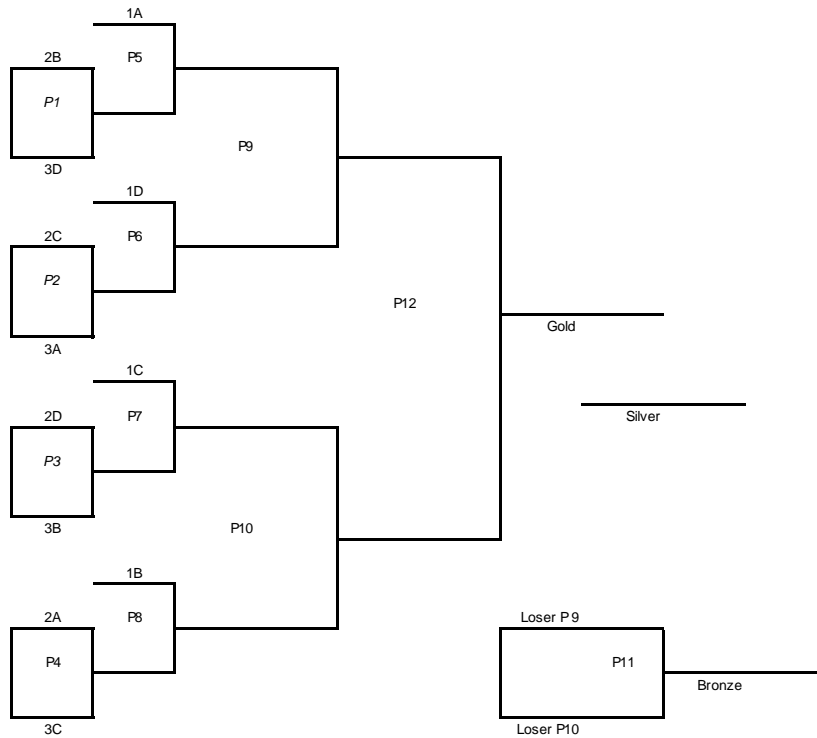 1A
2B
P5
P1
P9
3D
1D
2C
P6
P2
P12
Gold
3A
1C
Silver
2D
P7
P3
P10
3B
1B
2A
P8
Loser P9
P4
P11
Bronze
3C
Loser P10